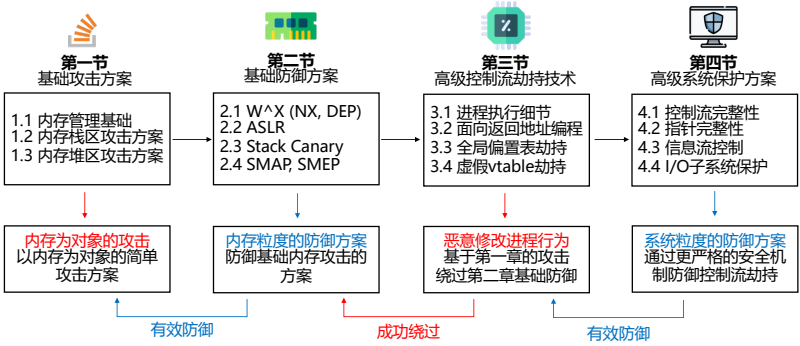 第一节
基础攻击方案
1.1 内存管理基础
1.2 内存栈区攻击方案
1.3 内存堆区攻击方案
内存为对象的攻击
以内存为对象的简单
攻击方案
第二节
基础防御方案
2.1 W^X (NX, DEP)
2.2 ASLR
2.3 Stack Canary
2.4 SMAP, SMEP
内存粒度的防御方案
防御基础内存攻击的
方案
第三节
高级控制流劫持技术
3.1 进程执行细节
3.2 面向返回地址编程
3.3 全局偏置表劫持
3.4 虚假vtable劫持
恶意修改进程行为
基于第一章的攻击
绕过第二章基础防御
第四节
高级系统保护方案
4.1 控制流完整性
4.2 指针完整性
4.3 信息流控制
4.4 I/O子系统保护
系统粒度的防御方案
通过更严格的安全机
制防御控制流劫持
有效防御
成功绕过
有效防御